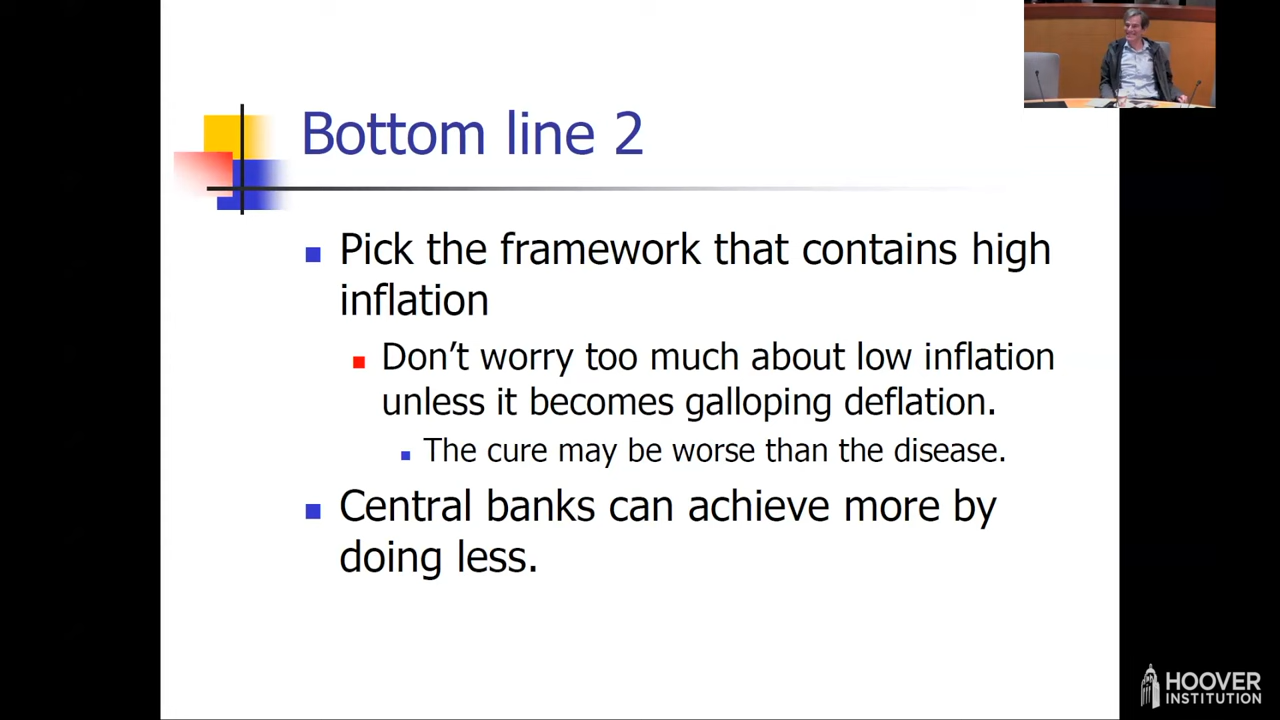 Bottom line 2
Pick the framework that contains high
inflation
Don't worry too much about low inflation
unless it becomes galloping deflation.
The cure may be worse than the disease.
Central banks can achieve more by
doing less.
HOOVER
INSTITUTION